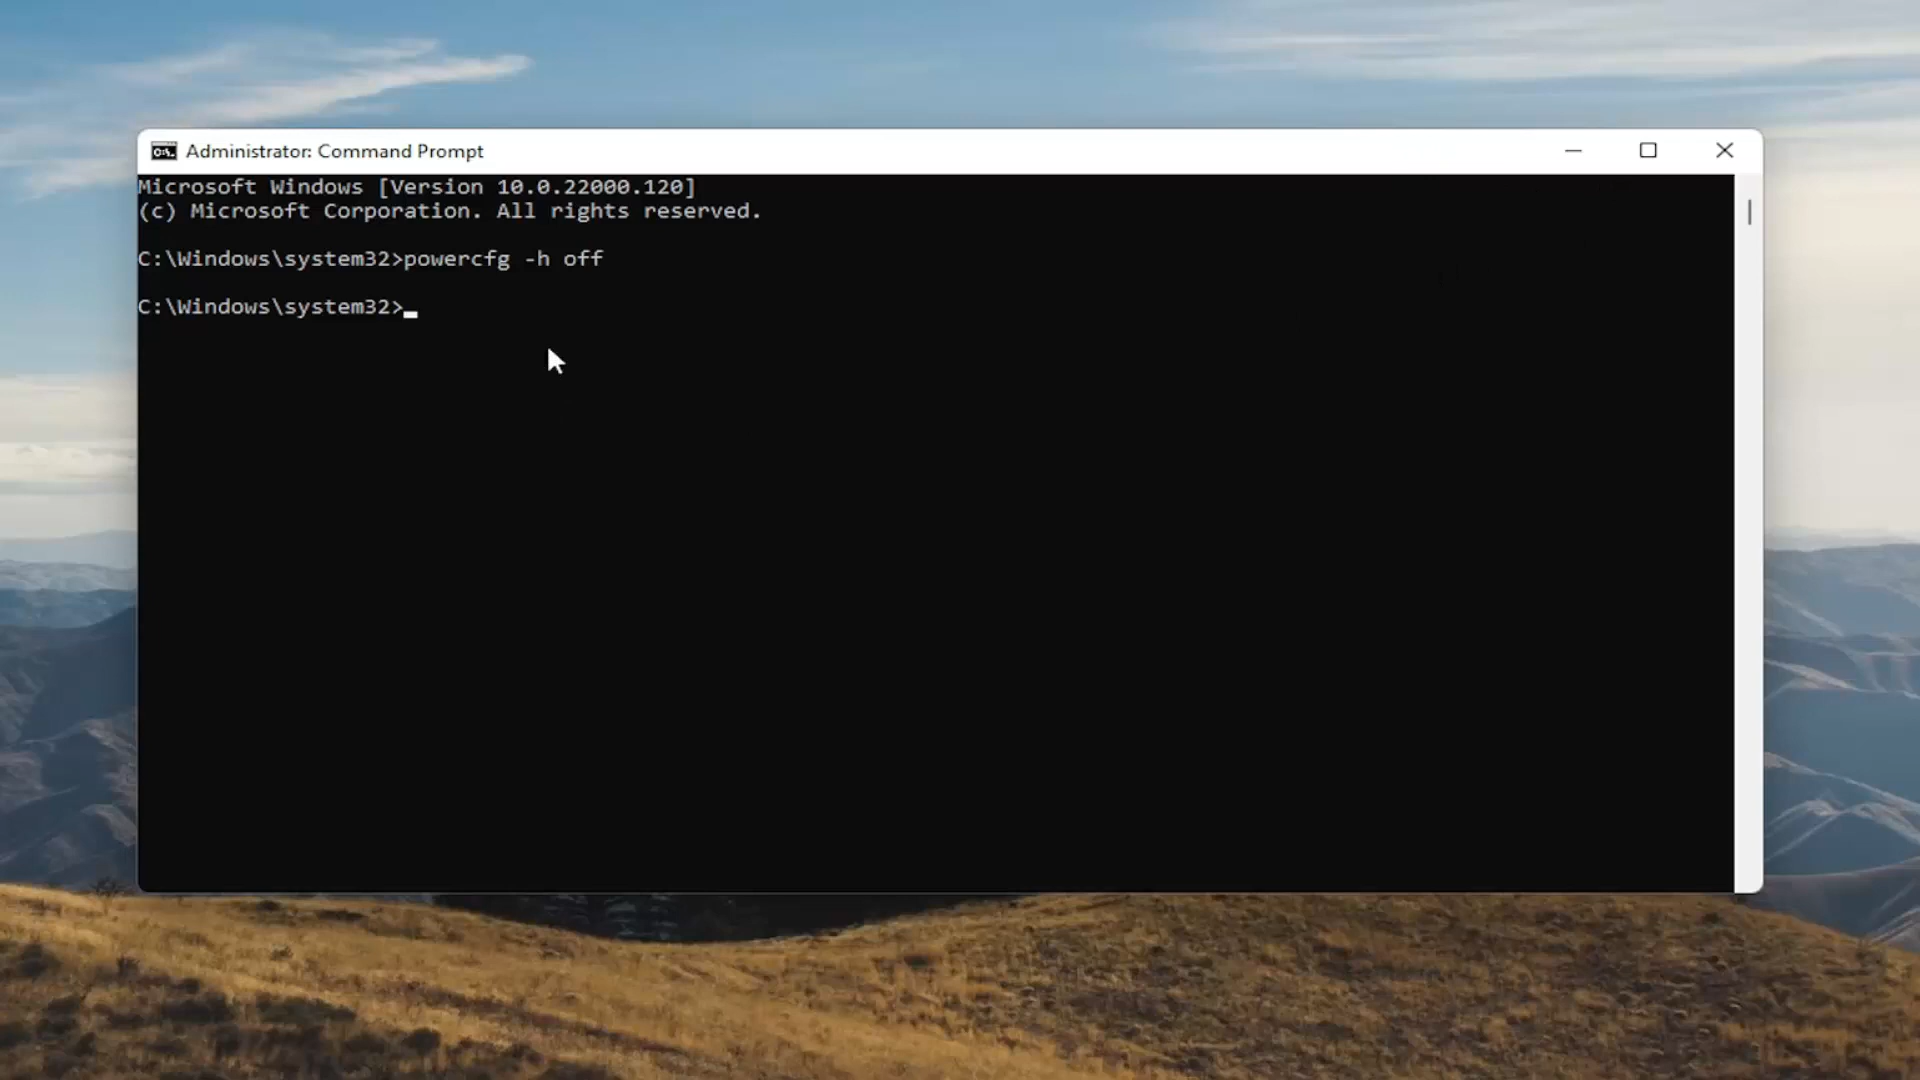 Administrator: Command Prompt
Microsoft Windows [Version 10.0.22000.120]
(c) Microsoft Corporation. All rights reserved.
C:\Windows\system32>powercfg -h off
C:\Windows\system32>